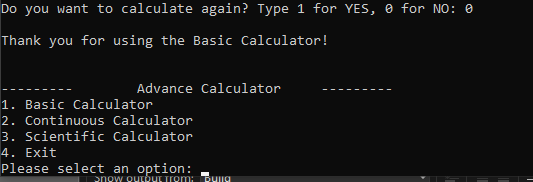 Do you want to calculate again? Type 1 for YES, 0 for NO: 0
Thank you for using the Basic Calculator!
---------        Advance Calculator     ---------
1. Basic Calculator
2. Continuous Calculator
3. Scientific Calculator
4. Exit
Please select an option:
Show output from: Build